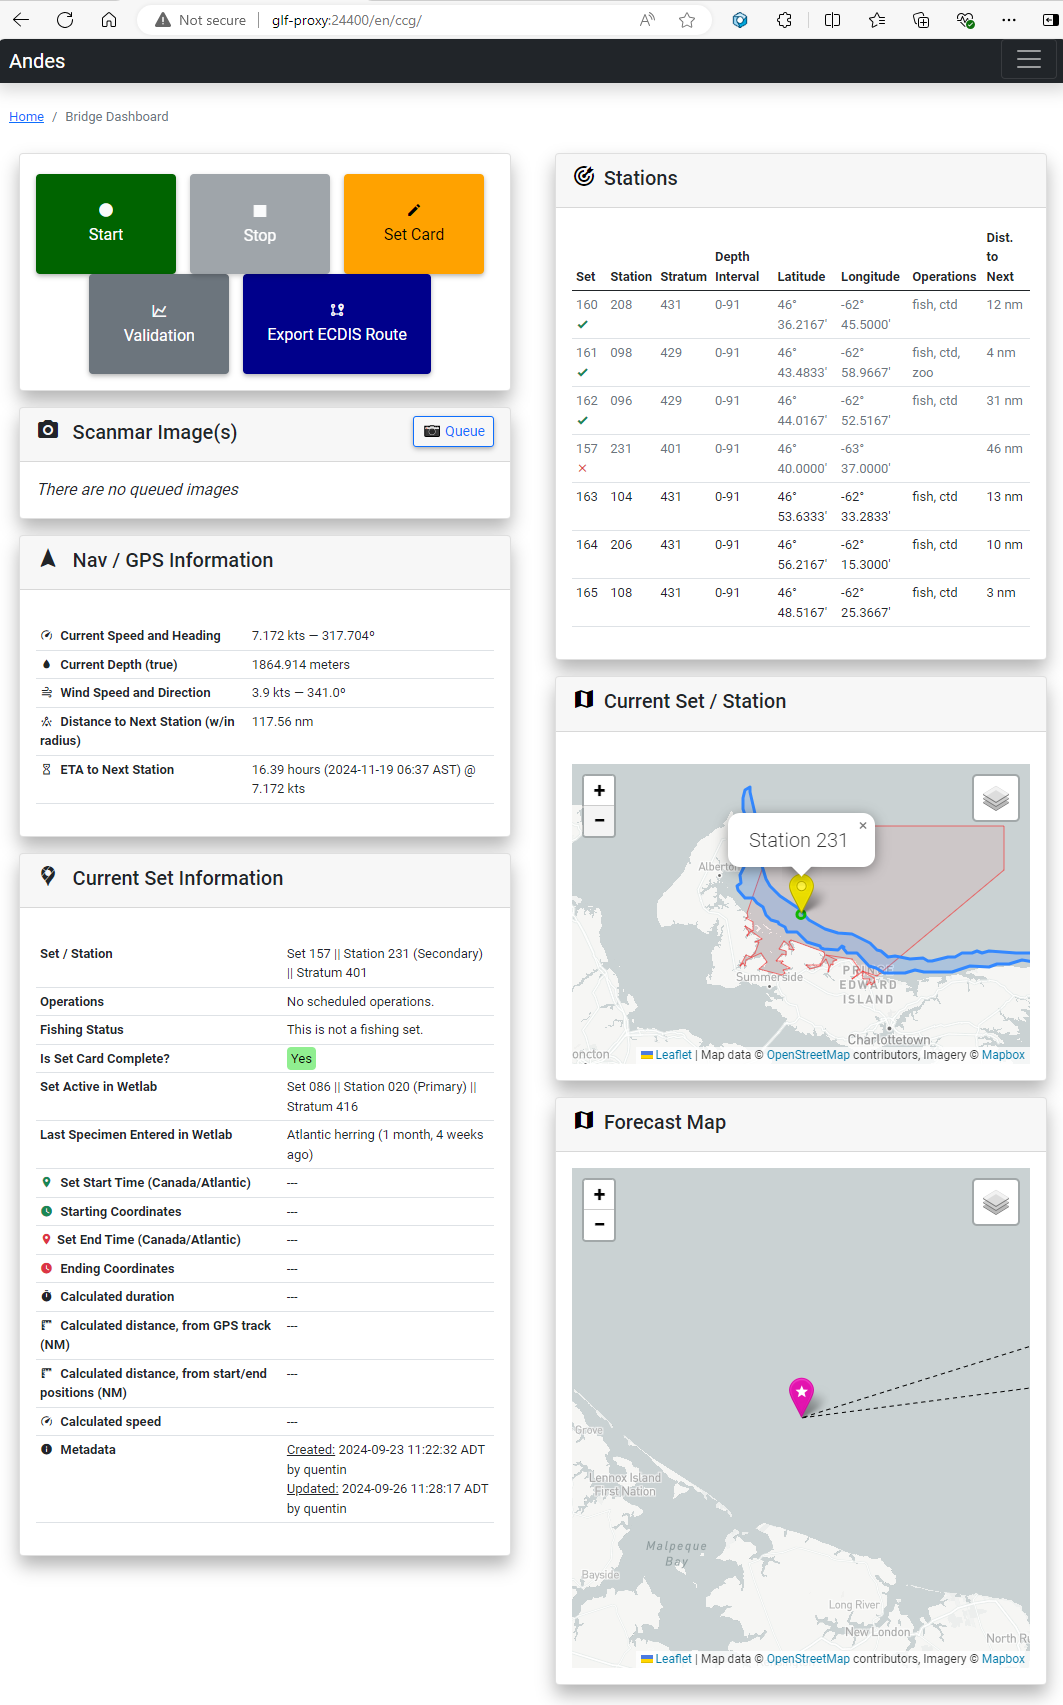 Not secure
glf-proxy:24400/en/ccg/
Andes
Home / Bridge Dashboard
Start
Stop
Set Card
Validation
Export ECDIS Route
Scanmar Image(s)
Queue
There are no queued images
Nav / GPS Information
Current Speed and Heading 7.172 kts — 317.704º
Current Depth (true) 1864.914 meters
Wind Speed and Direction 3.9 kts — 341.0º
Distance to Next Station (w/in 117.56 nm
radius)
ETA to Next Station 16.39 hours (2024-11-19 06:37 AST) @
7.172 kts
Current Set Information
Set / Station Set 157 || Station 231 (Secondary)
|| Stratum 401
Operations No scheduled operations.
Fishing Status This is not a fishing set.
Is Set Card Complete? Yes
Set Active in Wetlab Set 086 || Station 020 (Primary) ||
Stratum 416
Last Specimen Entered in Wetlab Atlantic herring (1 month, 4 weeks
ago)
Set Start Time (Canada/Atlantic) ---
Starting Coordinates ---
Set End Time (Canada/Atlantic) ---
Ending Coordinates ---
Calculated duration ---
Calculated distance, from GPS track ---
(NM)
Calculated distance, from start/end ---
positions (NM)
Calculated speed ---
Metadata Created: 2024-09-23 11:22:32 ADT
by quentin
Updated: 2024-09-26 11:28:17 ADT
by quentin
Stations
Dist.
Depth to
Set Station Stratum Interval Latitude Longitude Operations Next
160 208 431 0-91 46° -62° fish, ctd 12 nm
36.2167' 45.5000'
161 098 429 0-91 46° -62° fish, ctd, 4 nm
43.4833' 58.9667' zoo
162 096 429 0-91 46° -62° fish, ctd 31 nm
44.0167' 52.5167'
157 231 401 0-91 46° -63° 46 nm
40.0000' 37.0000'
163 104 431 0-91 46° -62° fish, ctd 13 nm
53.6333' 33.2833'
164 206 431 0-91 46° -62° fish, ctd 10 nm
56.2167' 15.3000'
165 108 431 0-91 46° -62° fish, ctd 3 nm
48.5167' 25.3667'
Current Set / Station
+
−
Station 231
×
Alberton
Summerside
PRINCE
EDWARD
ISLAND
Charlottetown
oncton
Leaflet | Map data © OpenStreetMap contributors, Imagery © Mapbox
Forecast Map
+
−
Grove
Lennox Island
First Nation
Malpeque
Bay
Bayside
Long River
New London
North Ru
Leaflet | Map data © OpenStreetMap contributors, Imagery © Mapbox